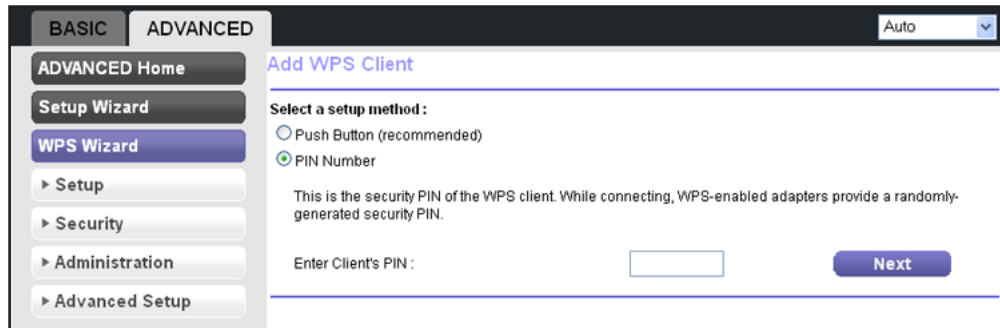 BASIC
ADVANCED
Auto
ADVANCED Home
Setup Wizard
WPS Wizard
Setup
Security
Administration
Advanced Setup
Add WPS Client
Select a setup method :
Push Button (recommended)
PIN Number
This is the security PIN of the WPS client. While connecting, WPS-enabled adapters provide a randomly-
generated security PIN.
Enter Client's PIN :
Next